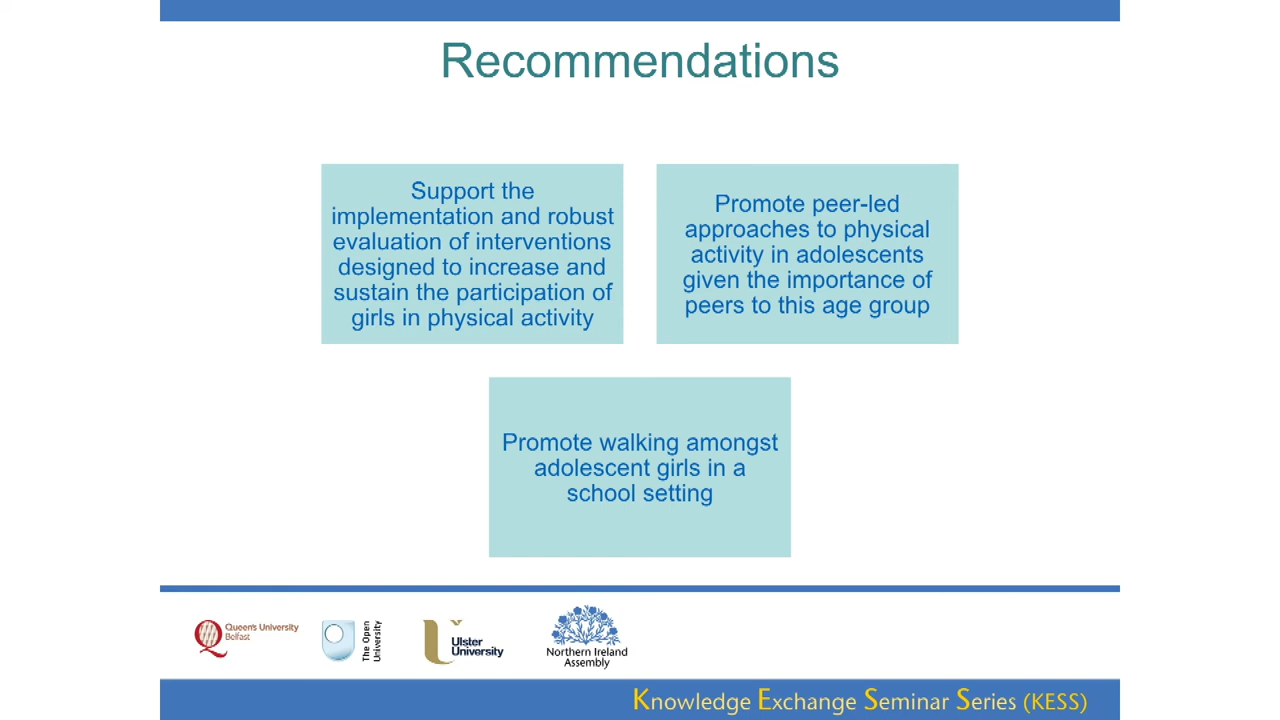 Recommendations
Support the
implementation and robust
evaluation of interventions
designed to increase and
sustain the participation of
girls in physical activity
Promote peer-led
approaches to physical
activity in adolescents
given the importance of
peers to this age group
Promote walking amongst
adolescent girls in a
school setting
Queen's University
Belfast
The Open
University
Ulster
University
Northern Ireland
Assembly
Knowledge Exchange Seminar Series (KESS)